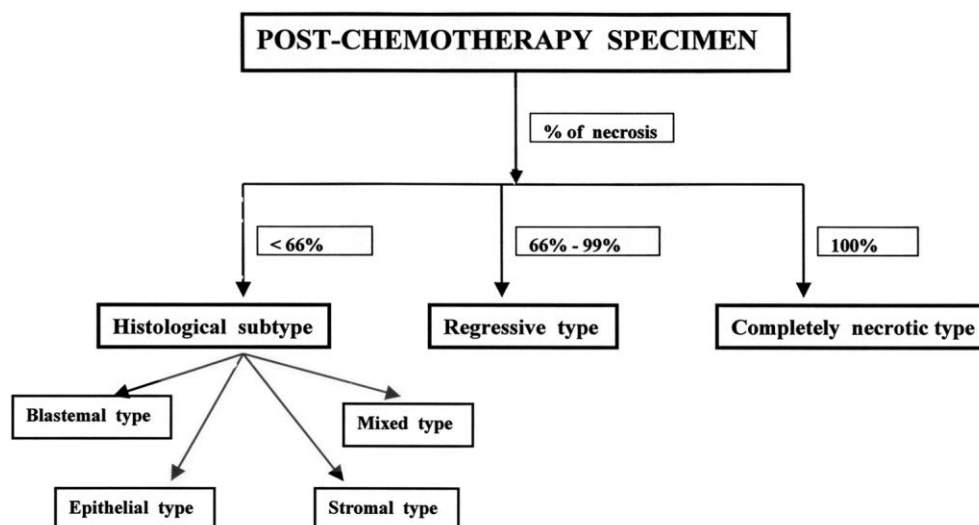 POST-CHEMOTHERAPY SPECIMEN
% of necrosis
< 66%
66% - 99%
100%
Histological subtype
Regressive type
Completely necrotic type
Blastemal type
Mixed type
Epithelial type
Stromal type